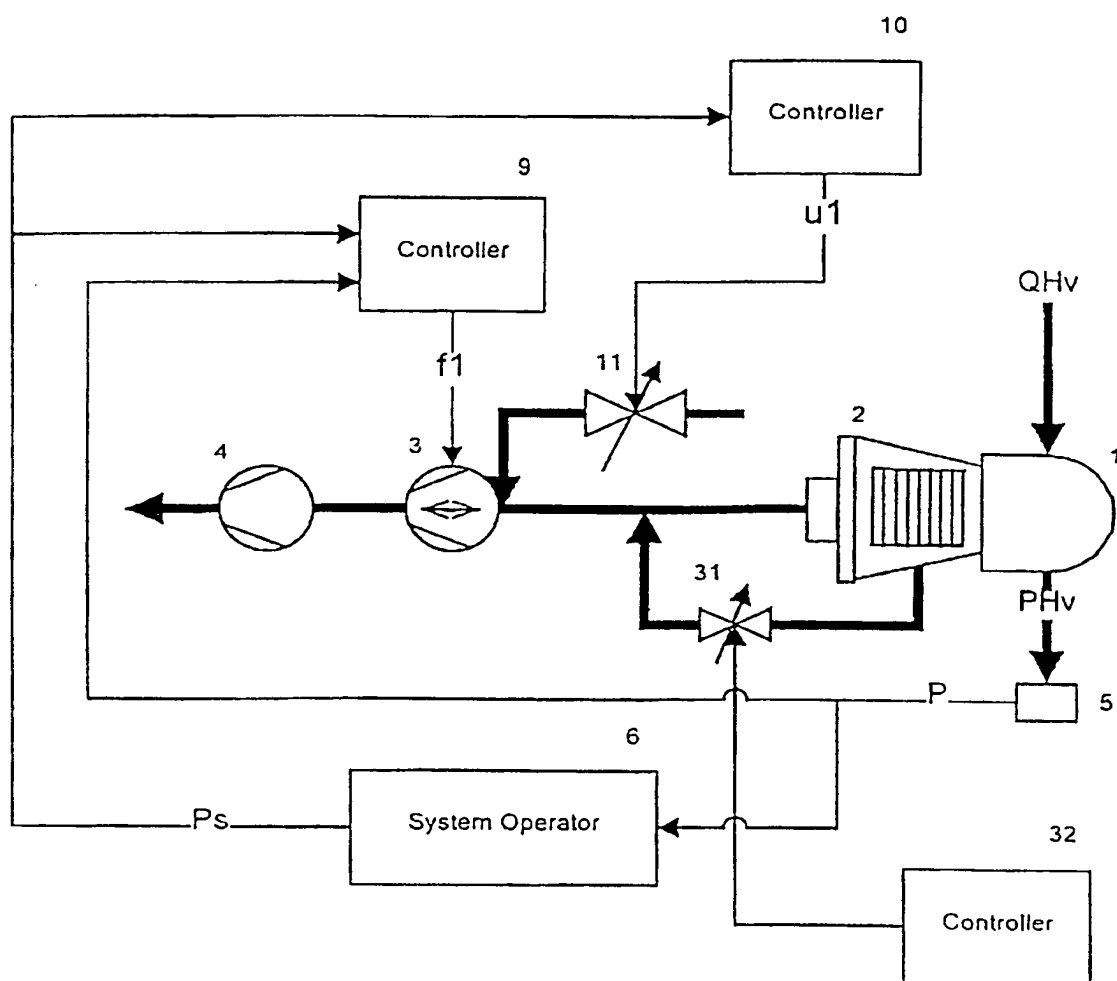 10
Controller
9
u1
Controller
QHv
f1
11
2
3
4
1
31
PHv
P
5
6
Ps
System Operator
32
Controller